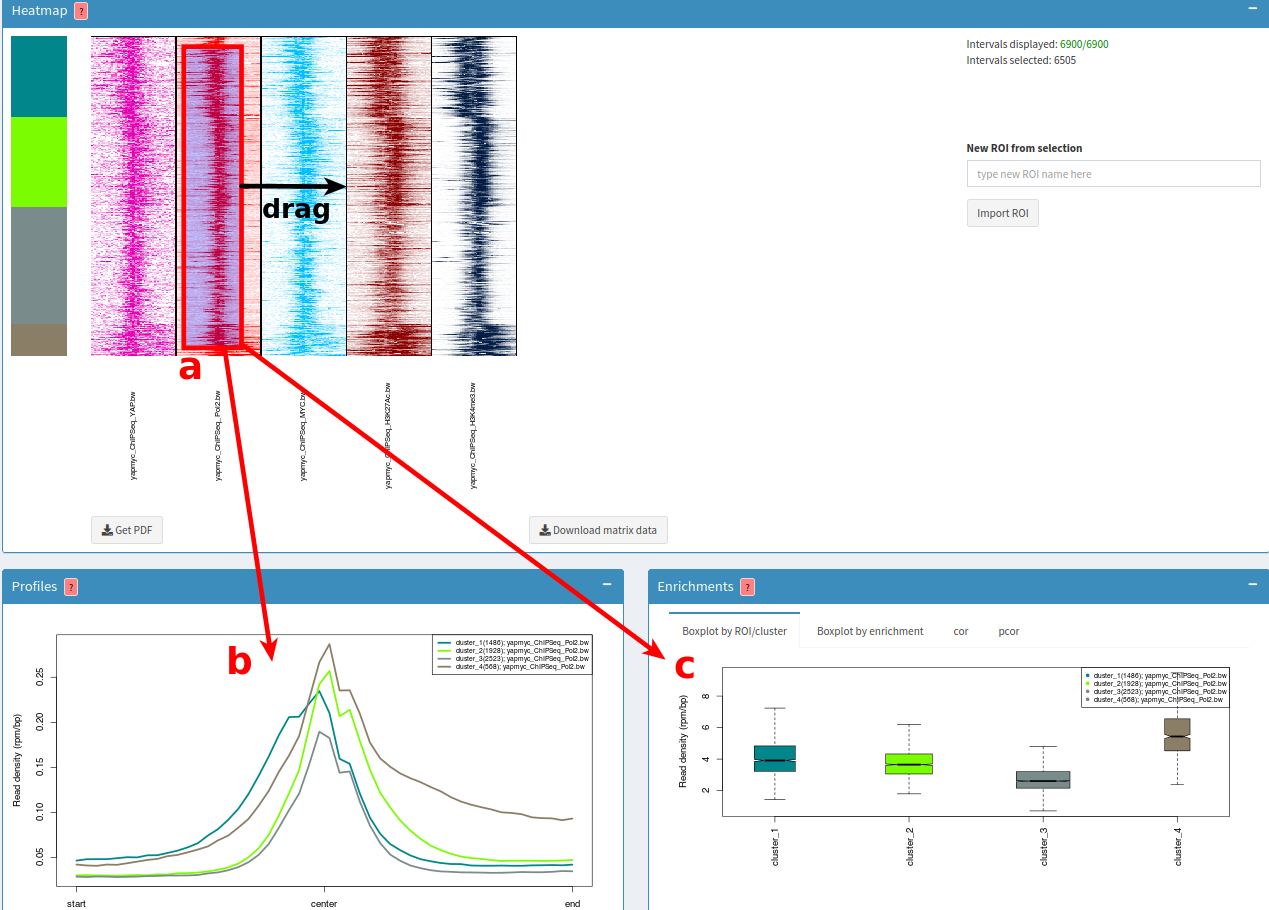 Heatmap ?
Intervals displayed: 6900/6900
Intervals selected: 6505
New ROI from selection
type new ROI name here
Import ROI
drag
a
yapmyc_ChIPSeq_YAP.bw
yapmyc_ChIPSeq_Pol2.bw
yapmyc_ChIPSeq_MYC.bw
yapmyc_ChIPSeq_H3K27Ac.bw
yapmyc_ChIPSeq_H3K4me3.bw
Get PDF
Download matrix data
Profiles ?
b
cluster_1(1486); yapmyc_ChIPSeq_Pol2.bw
cluster_2(1928); yapmyc_ChIPSeq_Pol2.bw
cluster_3(2523); yapmyc_ChIPSeq_Pol2.bw
cluster_4(568); yapmyc_ChIPSeq_Pol2.bw
Read density (rpm/bp)
0.25
0.20
0.15
0.10
0.05
start
center
end
Enrichments ?
Boxplot by ROI/cluster
Boxplot by enrichment
cor
pcor
c
cluster_1(1486); yapmyc_ChIPSeq_Pol2.bw
cluster_2(1928); yapmyc_ChIPSeq_Pol2.bw
cluster_3(2523); yapmyc_ChIPSeq_Pol2.bw
cluster_4(568); yapmyc_ChIPSeq_Pol2.bw
Read density (rpm/bp)
8
6
4
2
cluster_1
cluster_2
cluster_3
cluster_4